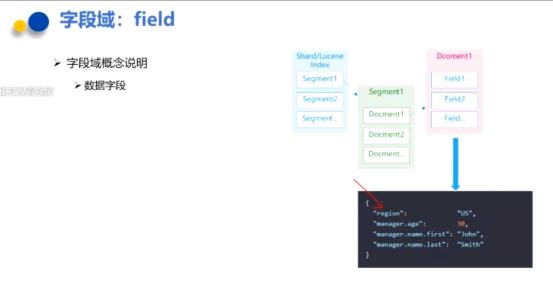 字段域：field
字段域概念说明
数据字段
Shard/Lucene
Index
Segment1
Segment2
Segment...
Segment1
Docment1
Docment2
Docment...
Dcoment1
Field1
Field2
Field...
{
"region": "US",
"manager.age": 30,
"manager.name.first": "John",
"manager.name.last": "Smith"
}